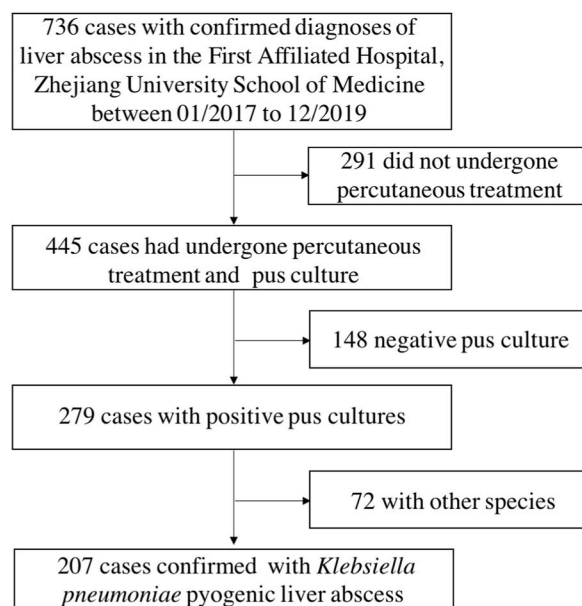 736 cases with confirmed diagnoses of
liver abscess in the First Affiliated Hospital,
Zhejiang University School of Medicine
between 01/2017 to 12/2019
291 did not undergone
percutaneous treatment
445 cases had undergone percutaneous
treatment and pus culture
148 negative pus culture
279 cases with positive pus cultures
72 with other species
207 cases confirmed with Klebsiella
pneumoniae pyogenic liver abscess